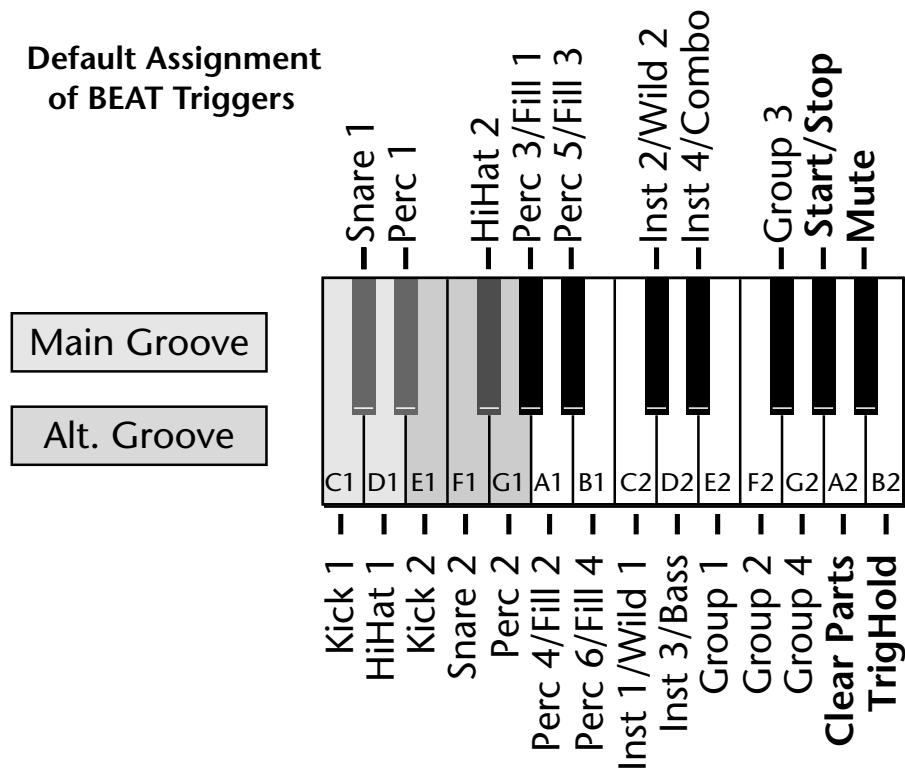 Default Assignment
of BEAT Triggers
Snare 1
Perc 1
HiHat 2
Perc 3/Fill 1
Perc 5/Fill 3
Inst 2/Wild 2
Inst 4/Combo
Group 3
Start/Stop
Mute
Main Groove
Alt. Groove
C1
D1
E1
F1
G1
A1
B1
C2
D2
E2
F2
G2
A2
B2
Kick 1
HiHat 1
Kick 2
Snare 2
Perc 2
Perc 4/Fill 2
Perc 6/Fill 4
Inst 1/Wild 1
Inst 3/Bass
Group 1
Group 2
Group 4
Clear Parts
TrigHold